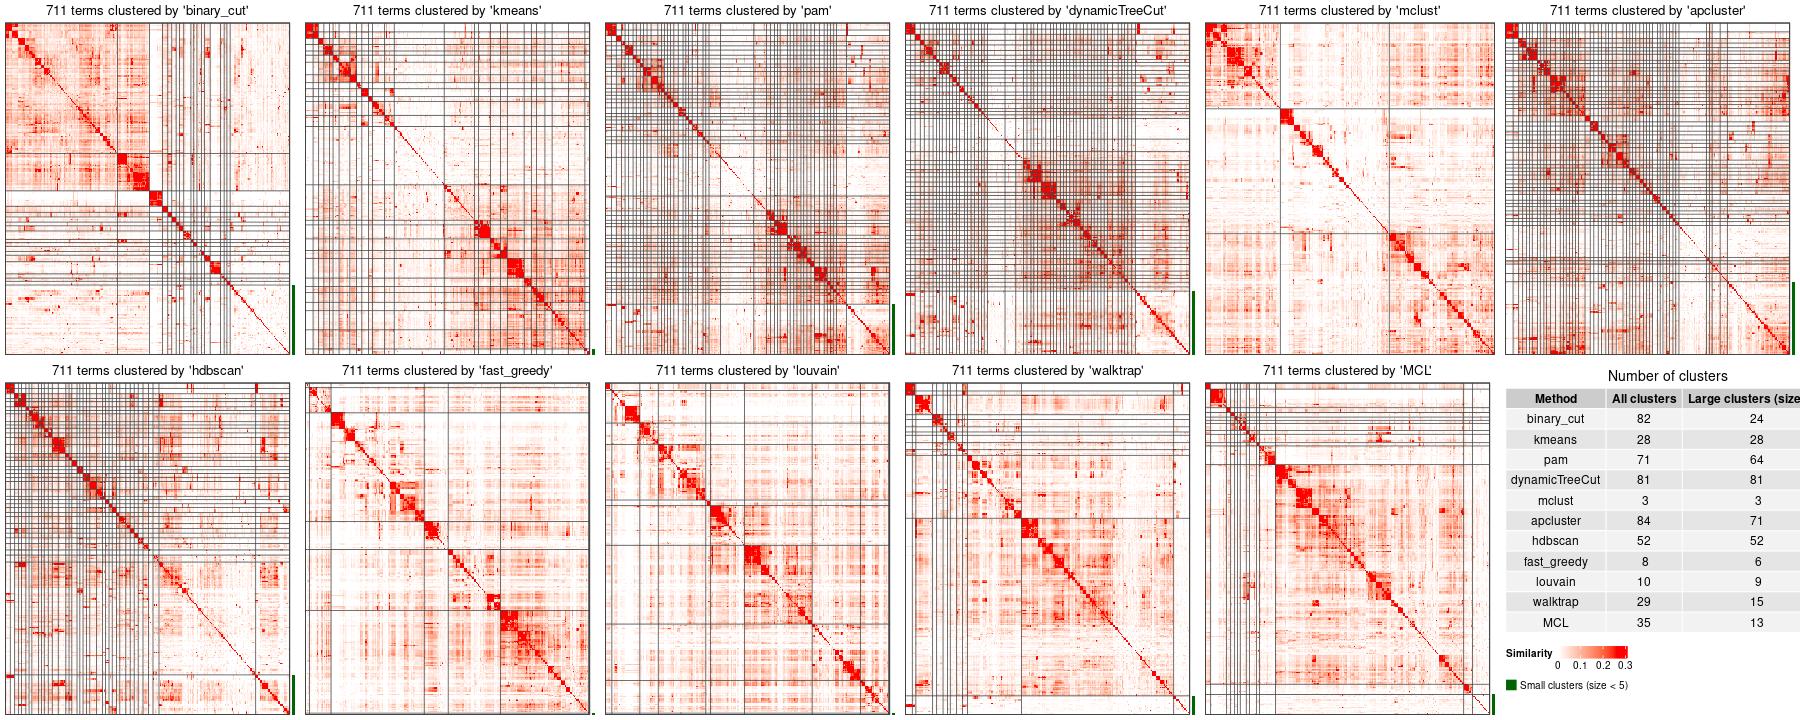 711 terms clustered by 'binary_cut'
711 terms clustered by 'kmeans'
711 terms clustered by 'pam'
711 terms clustered by 'dynamicTreeCut'
711 terms clustered by 'mclust'
711 terms clustered by 'apcluster'
711 terms clustered by 'hdbscan'
711 terms clustered by 'fast_greedy'
711 terms clustered by 'louvain'
711 terms clustered by 'walktrap'
711 terms clustered by 'MCL'
Number of clusters
Method All clusters Large clusters (size
binary_cut 82 24
kmeans 28 28
pam 71 64
dynamicTreeCut 81 81
mclust 3 3
apcluster 84 71
hdbscan 52 52
fast_greedy 8 6
louvain 10 9
walktrap 29 15
MCL 35 13
Similarity
0 0.1 0.2 0.3
Small clusters (size < 5)